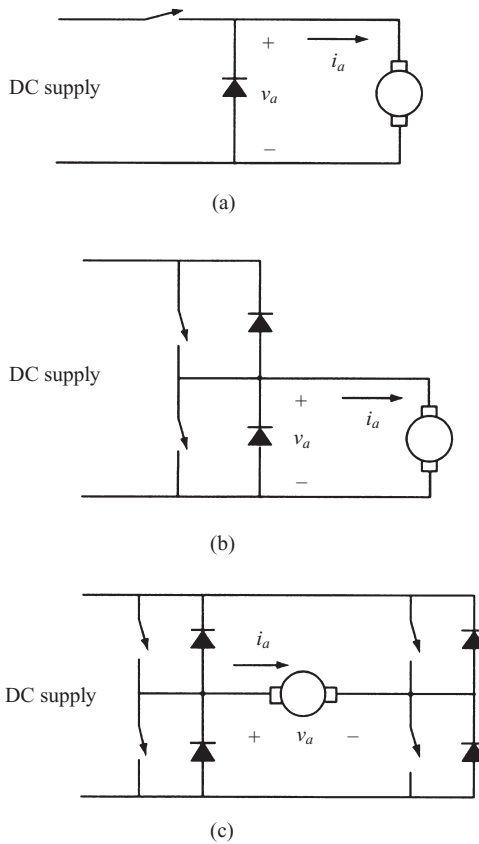 +
i_a
DC supply
v_a
−
(a)
DC supply
+
i_a
v_a
−
(b)
i_a
DC supply
+ v_a −
(c)